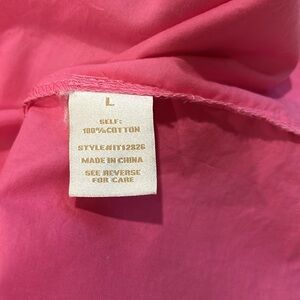 L
SELF:
100%COTTON
STYLE#IT12826
MADE IN CHINA
SEE REVERSE
FOR CARE